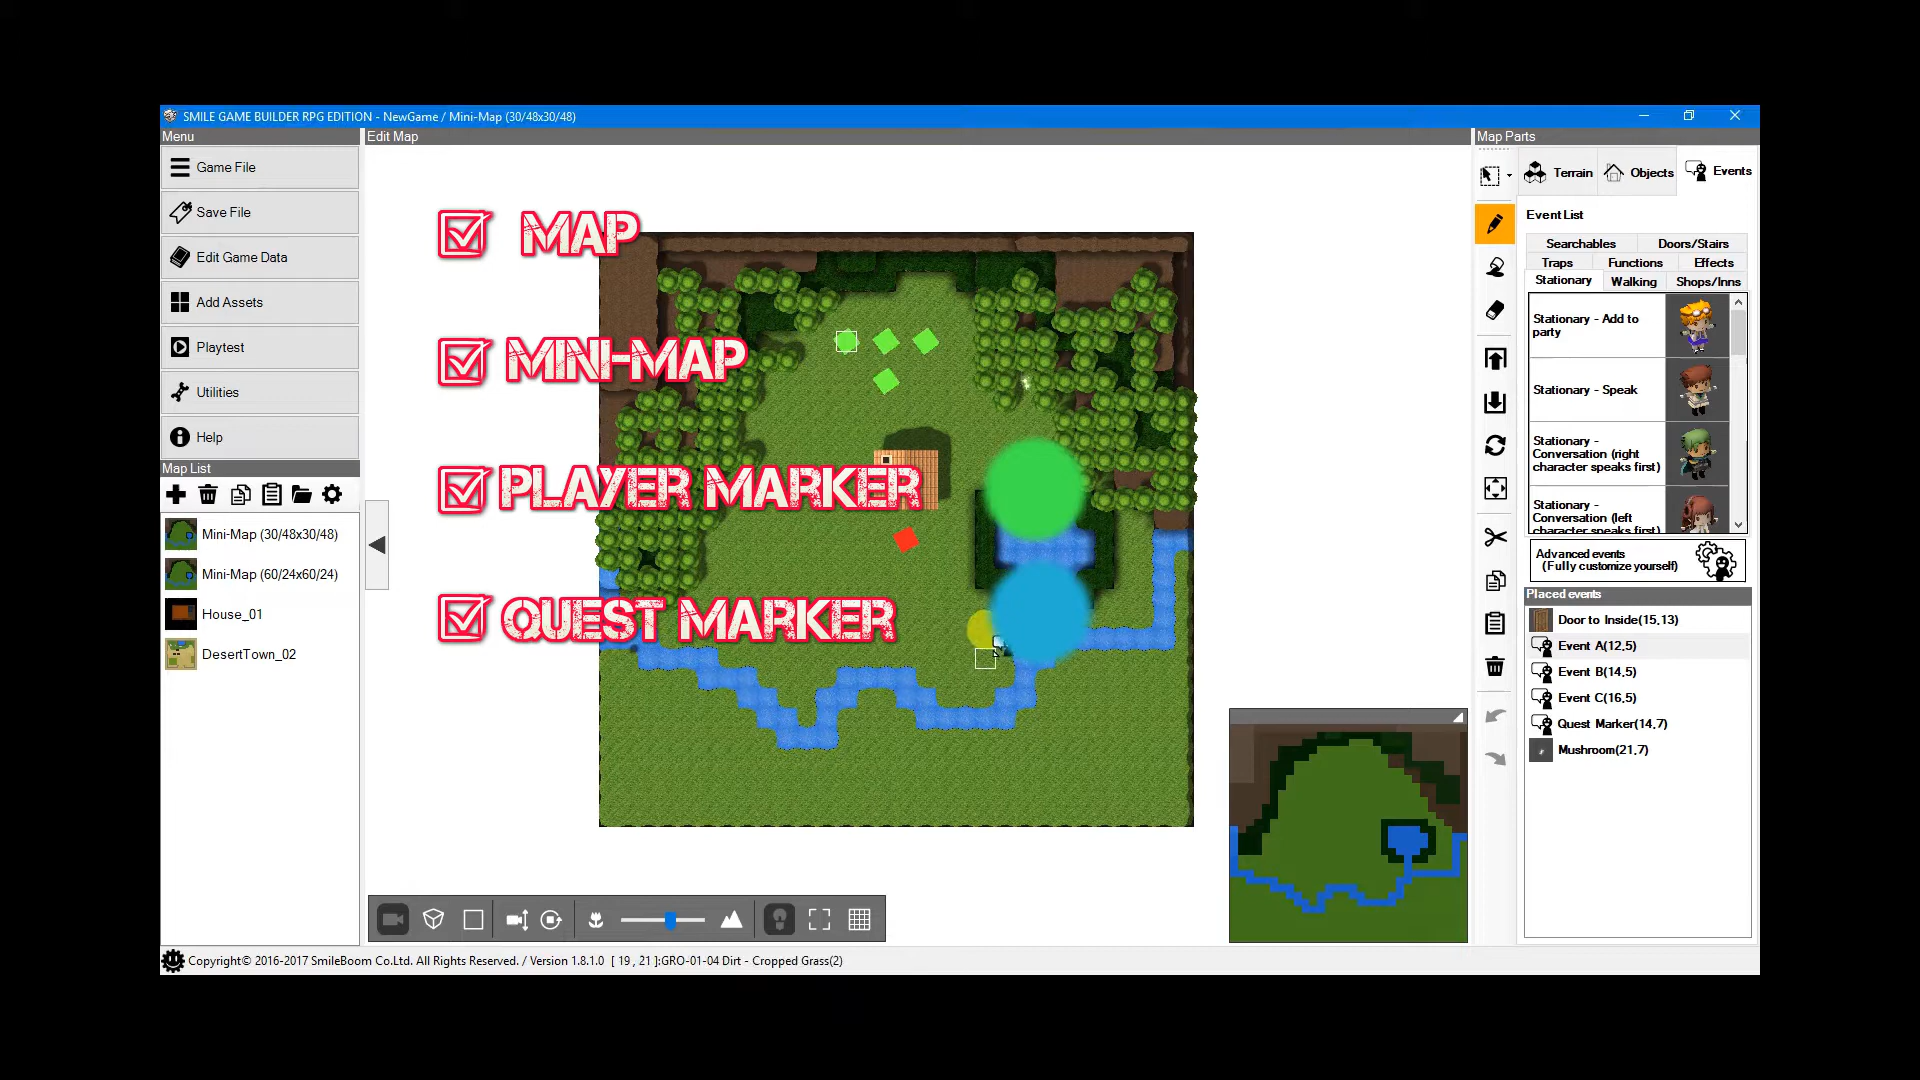 SMILE GAME BUILDER RPG EDITION - NewGame / Mini-Map (30/48x30/48)
Menu
Edit Map
Map Parts
Game File
Save File
Edit Game Data
Add Assets
Playtest
Utilities
Help
Map List
Mini-Map (30/48x30/48)
Mini-Map (60/24x60/24)
House_01
DesertTown_02
MAP
MINI-MAP
PLAYER MARKER
QUEST MARKER
Terrain
Objects
Events
Event List
Searchables
Doors/Stairs
Traps
Functions
Effects
Stationary
Walking
Shops/Inns
Stationary - Add to
party
Stationary - Speak
Stationary -
Conversation (right
character speaks first)
Stationary -
Conversation (left
character speaks first)
Advanced events
(Fully customize yourself)
Placed events
Door to Inside(15,13)
Event A(12,5)
Event B(14,5)
Event C(16,5)
Quest Marker(14,7)
Mushroom(21,7)
Copyright© 2016-2017 SmileBoom Co.Ltd. All Rights Reserved. / Version 1.8.1.0 [ 19 , 21 ]:GRO-01-04 Dirt - Cropped Grass(2)